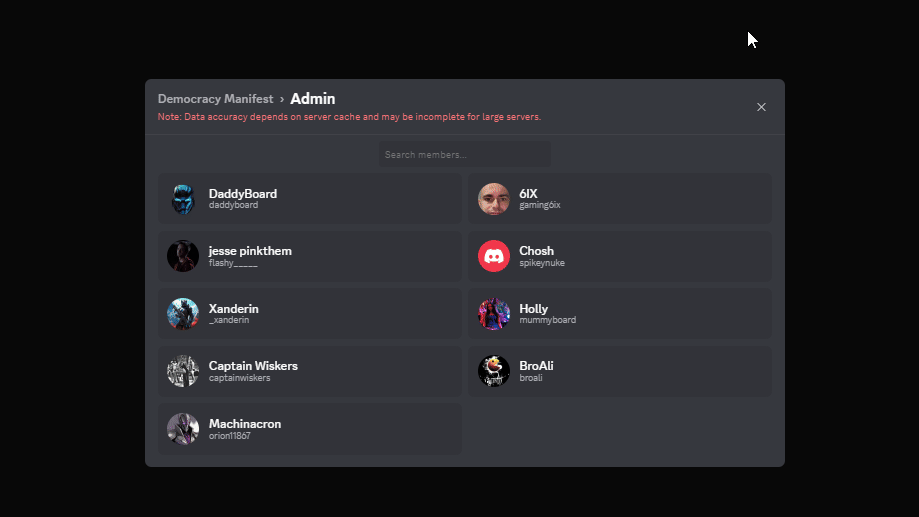 Democracy Manifest › Admin
Note: Data accuracy depends on server cache and may be incomplete for large servers.
Search members...
DaddyBoard
daddyboard
6IX
gaming6ix
jesse pinkthem
flashy_____
Chosh
spikeynuke
Xanderin
_xanderin
Holly
mummyboard
Captain Wiskers
captainwiskers
BroAli
broali
Machinacron
orion11867